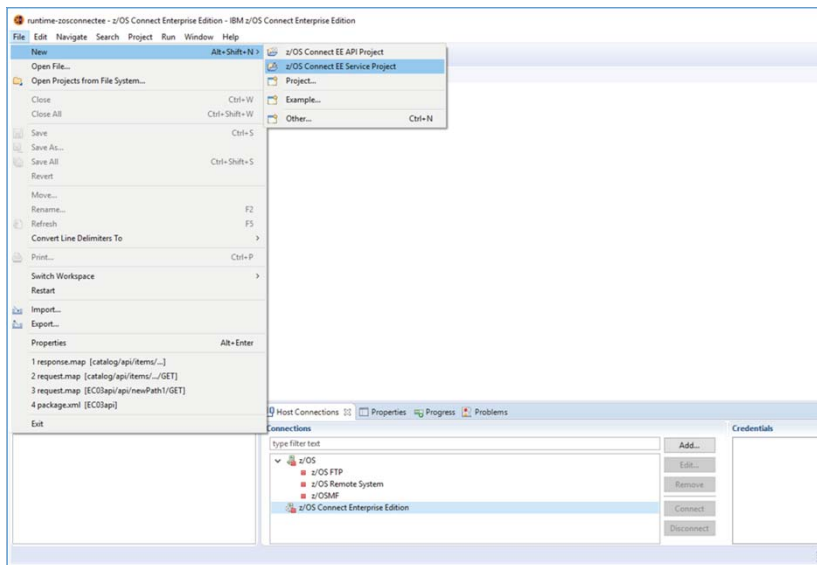 runtime-zosconnectee - z/OS Connect Enterprise Edition - IBM z/OS Connect Enterprise Edition
File Edit Navigate Search Project Run Window Help
New Alt+Shift+N >
z/OS Connect EE API Project
Open File...
z/OS Connect EE Service Project
Open Projects from File System...
Project...
Close Ctrl+W
Example...
Close All Ctrl+Shift+W
Other... Ctrl+N
Save Ctrl+S
Save As...
Save All Ctrl+Shift+S
Revert
Move...
Rename... F2
Refresh F5
Convert Line Delimiters To >
Print... Ctrl+P
Switch Workspace >
Restart
Import...
Export...
Properties Alt+Enter
1 response.map [catalog/api/items/...]
2 request.map [catalog/api/items/.../GET]
3 request.map [EC03api/api/newPath1/GET]
4 package.xml [EC03api]
Exit
Host Connections Properties Progress Problems
Connections Credentials
type filter text Add...
z/OS Edit...
z/OS FTP
z/OS Remote System Remove
z/OSMF
z/OS Connect Enterprise Edition Connect
Disconnect